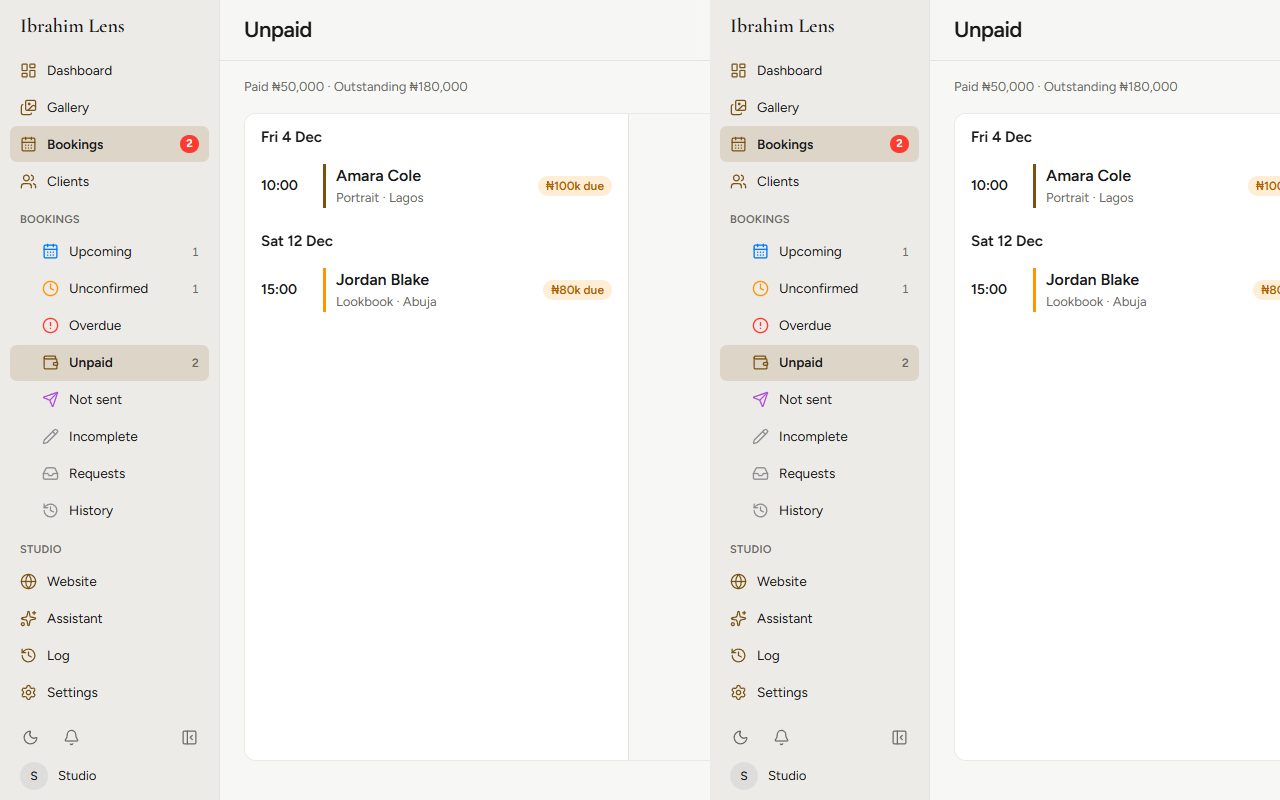 Ibrahim Lens
Dashboard
Gallery
Bookings 2
Clients
BOOKINGS
Upcoming 1
Unconfirmed 1
Overdue
Unpaid 2
Not sent
Incomplete
Requests
History
STUDIO
Website
Assistant
Log
Settings
S Studio
Unpaid
Paid ₦50,000 · Outstanding ₦180,000
Fri 4 Dec
10:00 Amara Cole ₦100k due
Portrait · Lagos
Sat 12 Dec
15:00 Jordan Blake ₦80k due
Lookbook · Abuja
Ibrahim Lens
Dashboard
Gallery
Bookings 2
Clients
BOOKINGS
Upcoming 1
Unconfirmed 1
Overdue
Unpaid 2
Not sent
Incomplete
Requests
History
STUDIO
Website
Assistant
Log
Settings
S Studio
Unpaid
Paid ₦50,000 · Outstanding ₦180,000
Fri 4 Dec
10:00 Amara Cole
Portrait · Lagos
Sat 12 Dec
15:00 Jordan Blake
Lookbook · Abuja